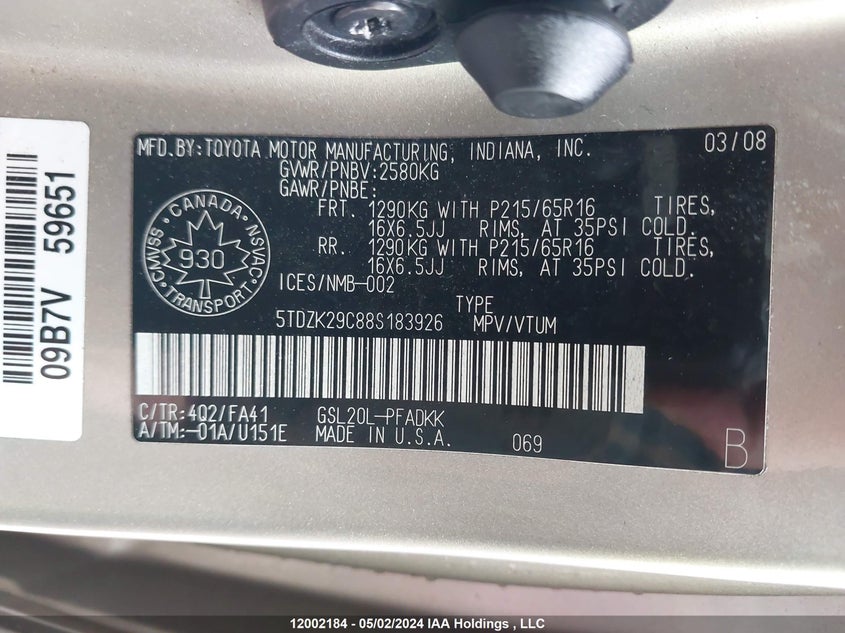 MFD.BY:TOYOTA MOTOR MANUFACTURING, INDIANA, INC. 03/08
GVWR/PNBV:2580KG
GAWR/PNBE:
FRT. 1290KG WITH P215/65R16 TIRES,
16X6.5JJ RIMS, AT 35PSI COLD.
RR. 1290KG WITH P215/65R16 TIRES,
16X6.5JJ RIMS, AT 35PSI COLD.
ICES/NMB-002
CANADA
CMVSS 930 NSVAC
TRANSPORT
TYPE
5TDZK29C88S183926 MPV/VTUM
C/TR:4Q2/FA41 GSL20L-PFADKK
A/TM:-01A/U151E MADE IN U.S.A. 069
B
09B7V 59651
12002184 - 05/02/2024 IAA Holdings , LLC